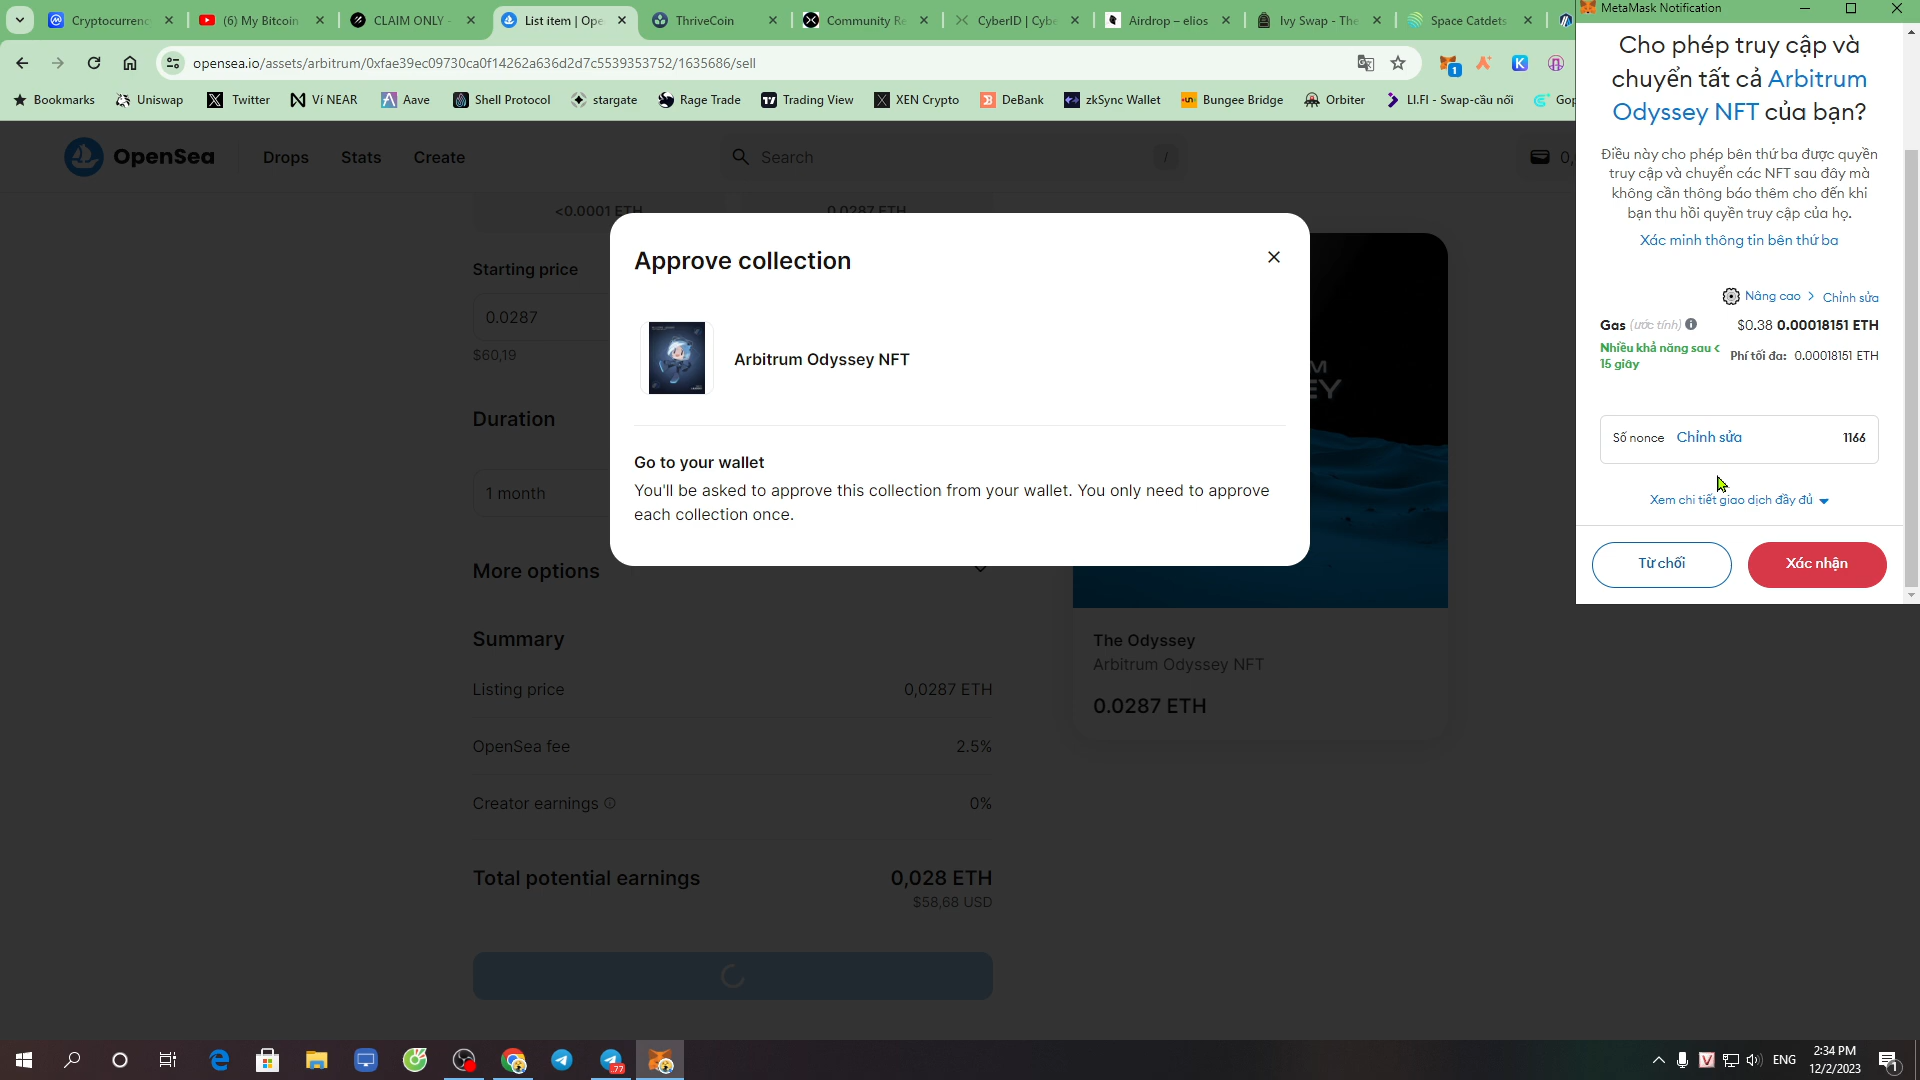 Cryptocurrenc
(6) My Bitcoin
CLAIM ONLY -
List item | Ope
ThriveCoin
Community Re
CyberID | Cybe
Airdrop – elios
Ivy Swap - The
Space Catdets
MetaMask Notification
opensea.io/assets/arbitrum/0xfae39ec09730ca0f14262a636d2d7c5539353752/1635686/sell
1
Bookmarks
Uniswap
Twitter
Ví NEAR
Aave
Shell Protocol
stargate
Rage Trade
Trading View
XEN Crypto
DeBank
zkSync Wallet
Bungee Bridge
Orbiter
LI.FI - Swap-cầu nối
Gop
OpenSea
Drops
Stats
Create
Search
/
0,
<0.0001 ETH
0.0287 ETH
Starting price
0.0287
$60,19
Duration
1 month
More options
Summary
Listing price
0,0287 ETH
OpenSea fee
2.5%
Creator earnings
0%
Total potential earnings
0,028 ETH
$58,68 USD
Approve collection
Arbitrum Odyssey NFT
Go to your wallet
You'll be asked to approve this collection from your wallet. You only need to approve
each collection once.
The Odyssey
Arbitrum Odyssey NFT
0.0287 ETH
Cho phép truy cập và
chuyển tất cả Arbitrum
Odyssey NFT của bạn?
Điều này cho phép bên thứ ba được quyền
truy cập và chuyển các NFT sau đây mà
không cần thông báo thêm cho đến khi
bạn thu hồi quyền truy cập của họ.
Xác minh thông tin bên thứ ba
Nâng cao > Chỉnh sửa
Gas (ước tính) $0.38 0.00018151 ETH
Nhiều khả năng sau <
15 giây
Phí tối đa: 0.00018151 ETH
Số nonce Chỉnh sửa 1166
Xem chi tiết giao dịch đầy đủ
Từ chối
Xác nhận
77
ENG
2:34 PM
12/2/2023
1